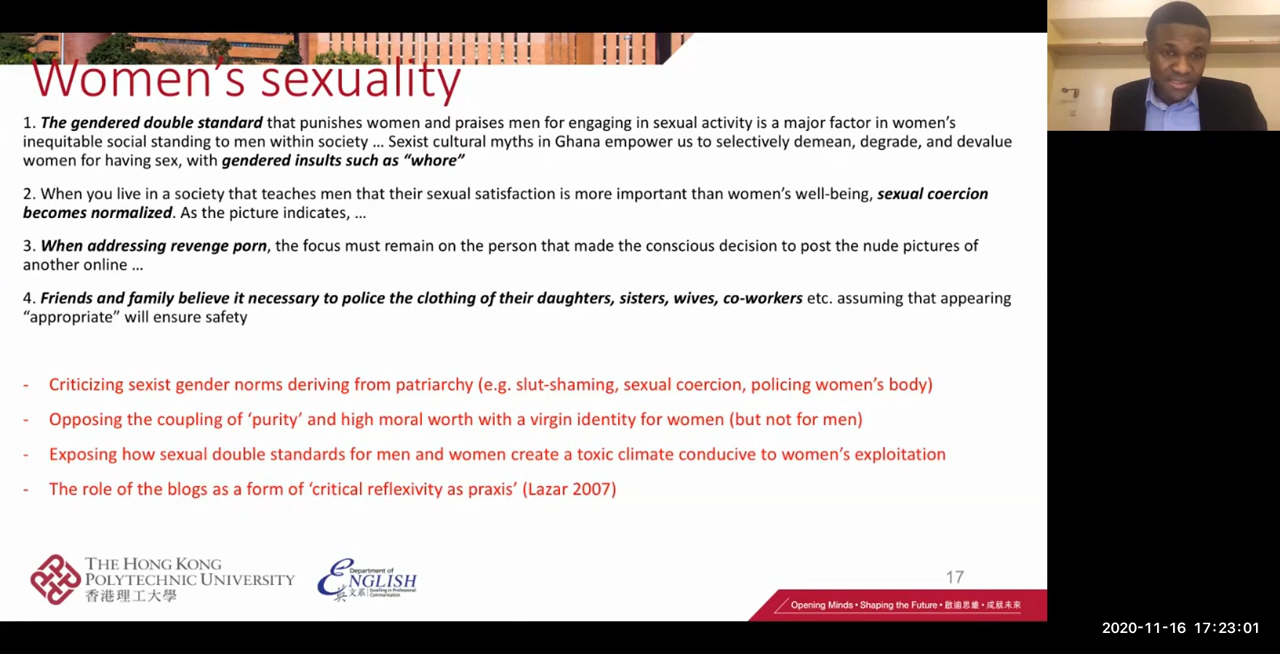 Women's sexuality
1. The gendered double standard that punishes women and praises men for engaging in sexual activity is a major factor in women's
inequitable social standing to men within society ... Sexist cultural myths in Ghana empower us to selectively demean, degrade, and devalue
women for having sex, with gendered insults such as "whore"
2. When you live in a society that teaches men that their sexual satisfaction is more important than women's well-being, sexual coercion
becomes normalized. As the picture indicates, ...
3. When addressing revenge porn, the focus must remain on the person that made the conscious decision to post the nude pictures of
another online ...
4. Friends and family believe it necessary to police the clothing of their daughters, sisters, wives, co-workers etc. assuming that appearing
"appropriate" will ensure safety
- Criticizing sexist gender norms deriving from patriarchy (e.g. slut-shaming, sexual coercion, policing women's body)
- Opposing the coupling of 'purity' and high moral worth with a virgin identity for women (but not for men)
- Exposing how sexual double standards for men and women create a toxic climate conducive to women's exploitation
- The role of the blogs as a form of 'critical reflexivity as praxis' (Lazar 2007)
THE HONG KONG
POLYTECHNIC UNIVERSITY
香港理工大學
Department of
ENGLISH
英文系 Excelling in Professional
Communication
17
Opening Minds • Shaping the Future • 啟迪思維 • 成就未來
2020-11-16 17:23:01